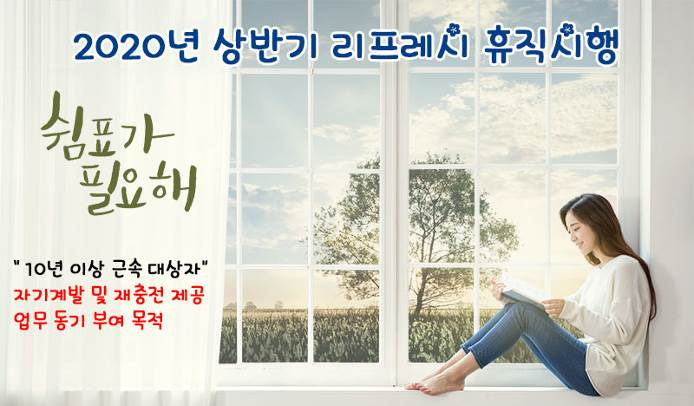 2020년 상반기 리프레시 휴직시행
쉼표가
필요해
" 10년 이상 근속 대상자"
자기계발 및 재충전 제공
업무 동기 부여 목적